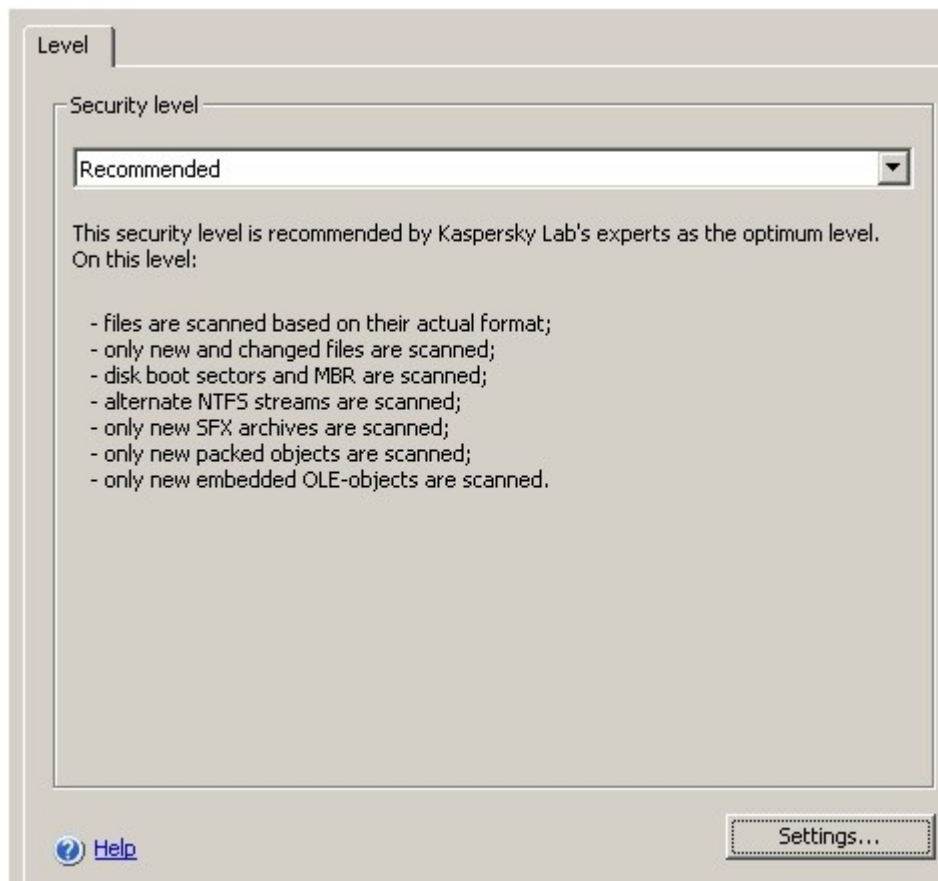 Level
Security level
Recommended
This security level is recommended by Kaspersky Lab's experts as the optimum level.
On this level:
- files are scanned based on their actual format;
- only new and changed files are scanned;
- disk boot sectors and MBR are scanned;
- alternate NTFS streams are scanned;
- only new SFX archives are scanned;
- only new packed objects are scanned;
- only new embedded OLE-objects are scanned.
Help
Settings...